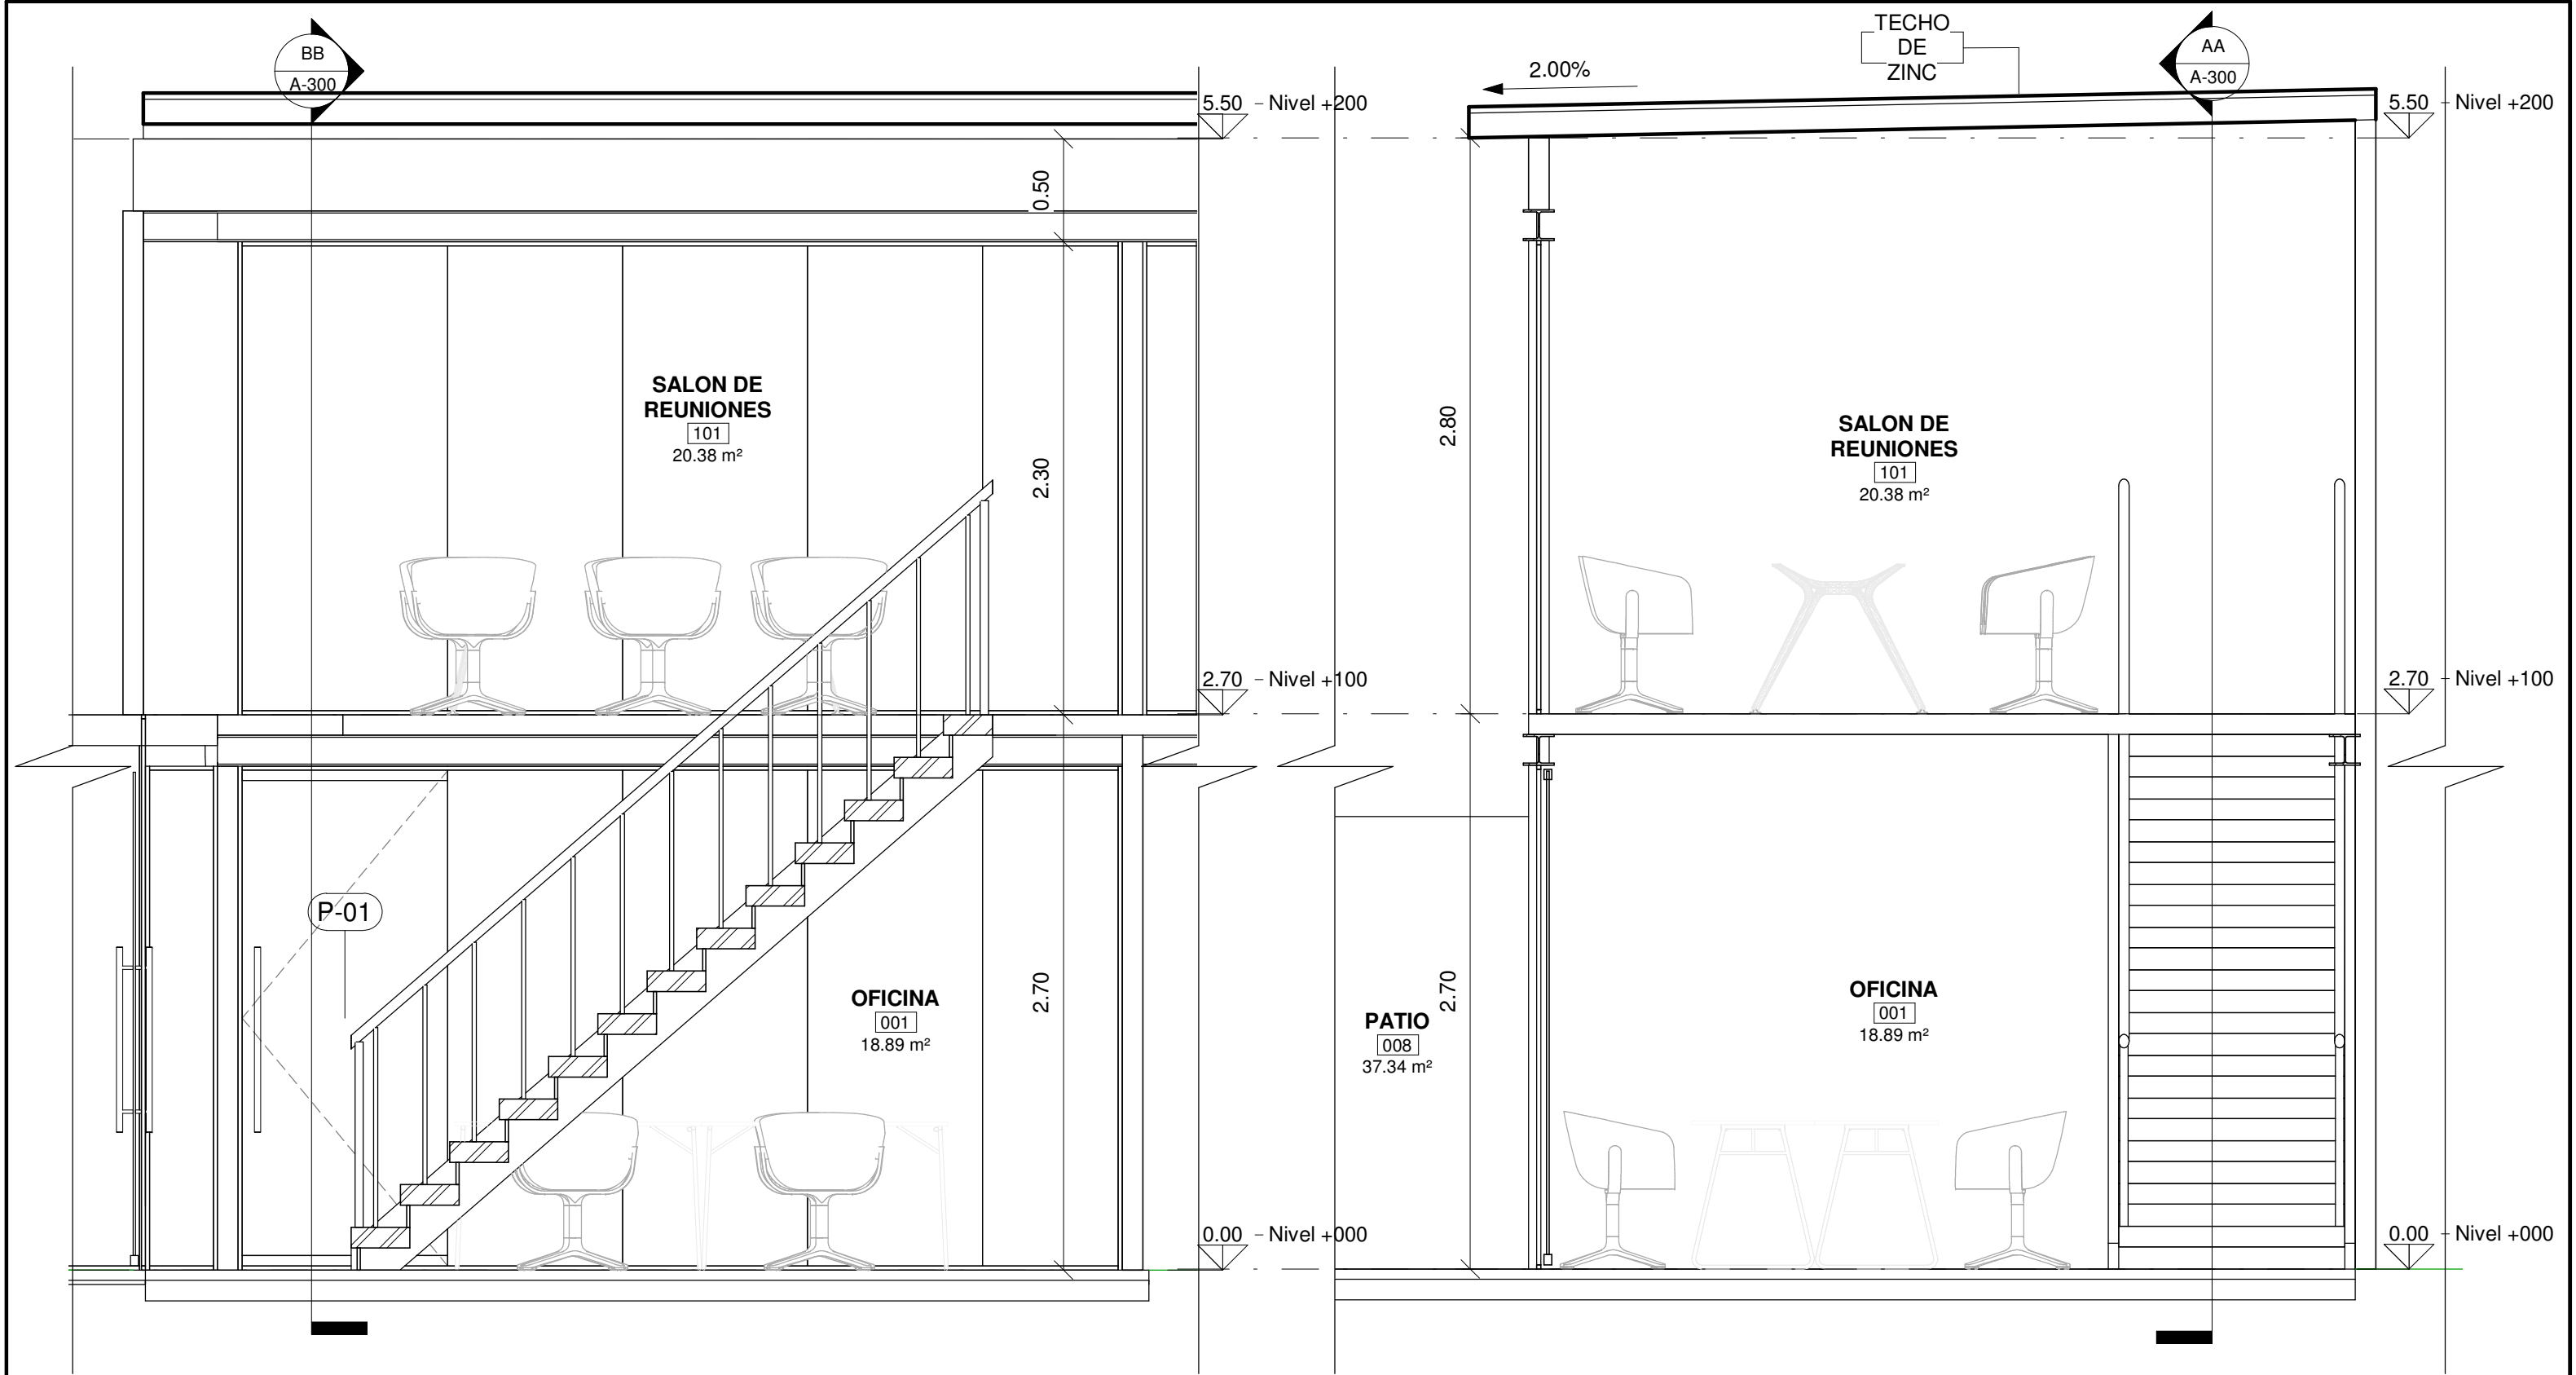 BB
A-300
5.50 – Nivel +200
0.50
SALON DE
REUNIONES
101
20.38 m²
2.30
2.70 – Nivel +100
P-01
OFICINA
001
18.89 m²
2.70
0.00 – Nivel +000
2.00%
TECHO
DE
ZINC
AA
A-300
5.50 – Nivel +200
2.80
SALON DE
REUNIONES
101
20.38 m²
2.70 – Nivel +100
PATIO
008
37.34 m²
2.70
OFICINA
001
18.89 m²
0.00 – Nivel +000